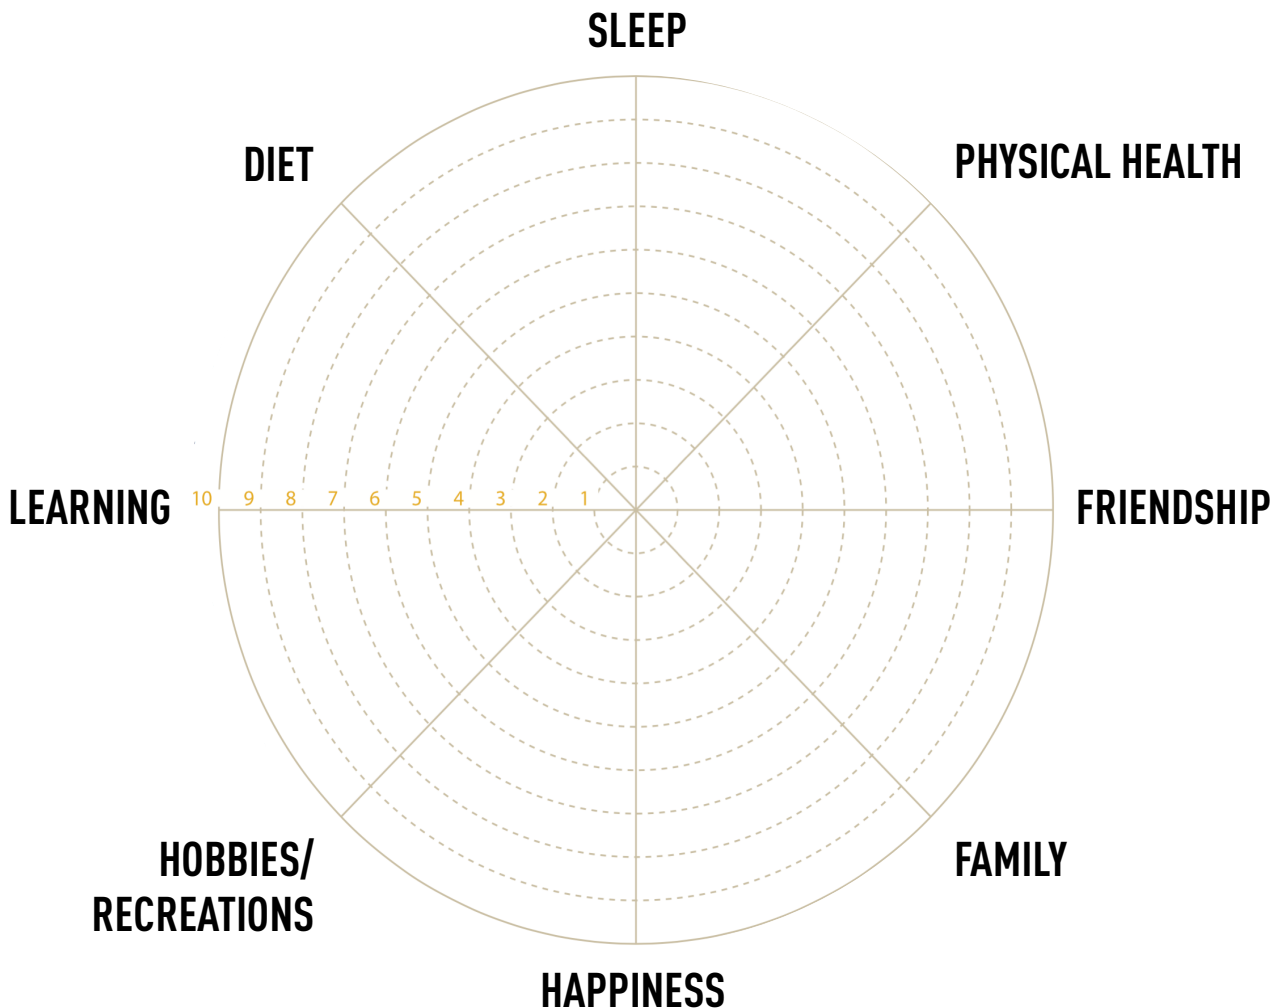 SLEEP
DIET
PHYSICAL HEALTH
LEARNING 10 9 8 7 6 5 4 3 2 1 FRIENDSHIP
HOBBIES/
RECREATIONS
FAMILY
HAPPINESS